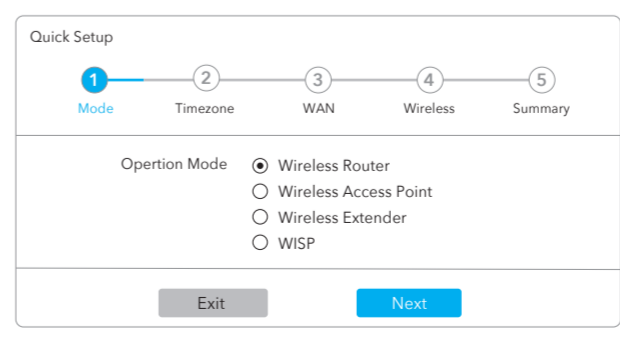 Quick Setup
1 2 3 4 5
Mode Timezone WAN Wireless Summary
Opertion Mode Wireless Router
Wireless Access Point
Wireless Extender
WISP
Exit Next